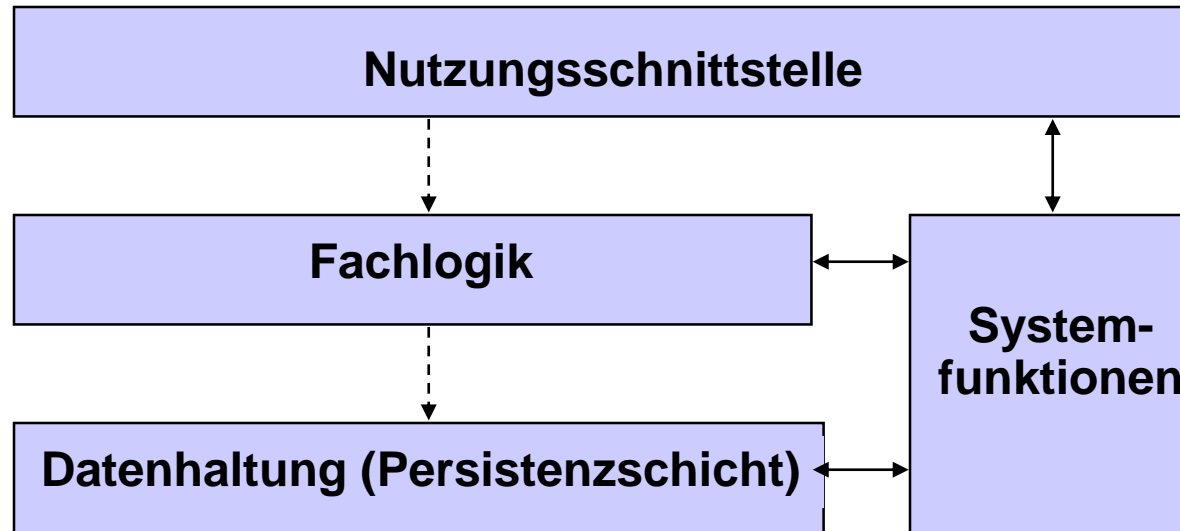 Nutzungsschnittstelle
Fachlogik
System-
funktionen
Datenhaltung (Persistenzschicht)